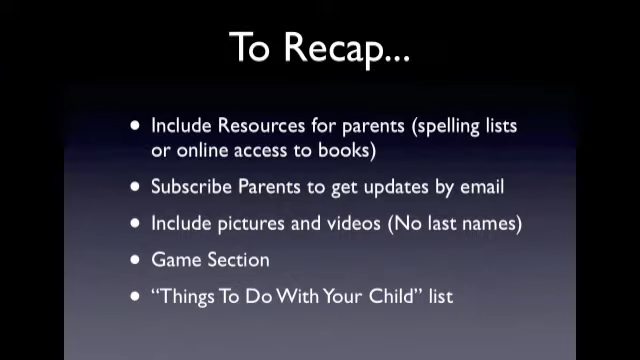 To Recap...
• Include Resources for parents (spelling lists
or online access to books)
• Subscribe Parents to get updates by email
• Include pictures and videos (No last names)
• Game Section
• “Things To Do With Your Child” list